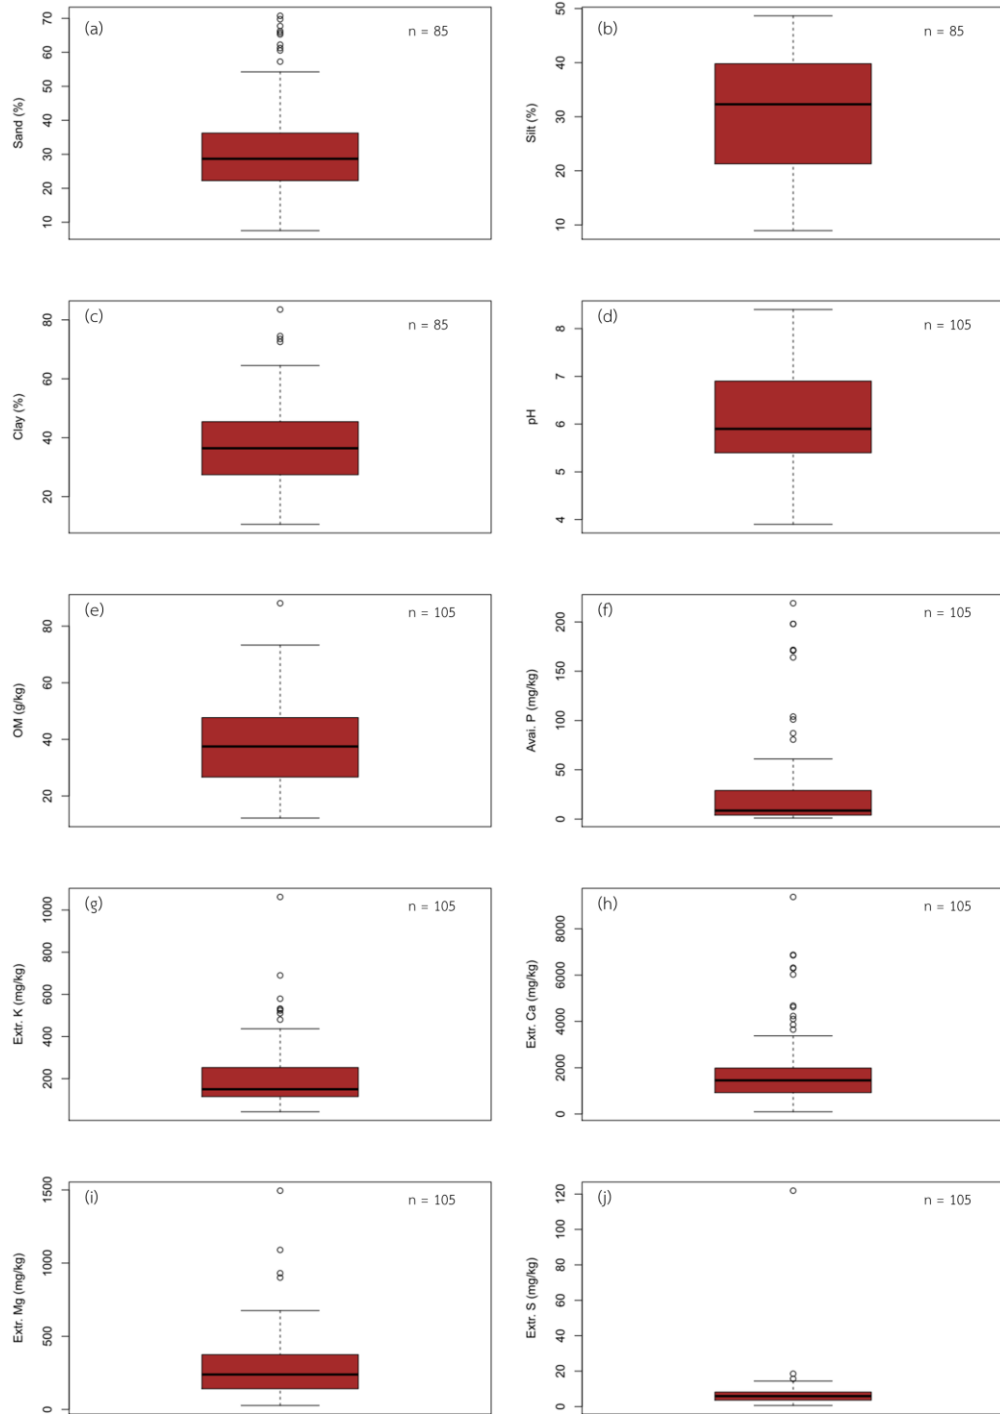 (a)
n = 85
Sand (%)
70
60
50
40
30
20
10
(b)
n = 85
Silt (%)
50
40
30
20
10
(c)
n = 85
Clay (%)
80
60
40
20
(d)
n = 105
pH
8
7
6
5
4
(e)
n = 105
OM (g/kg)
80
60
40
20
(f)
n = 105
Avai. P (mg/kg)
200
150
100
50
0
(g)
n = 105
Extr. K (mg/kg)
1000
800
600
400
200
(h)
n = 105
Extr. Ca (mg/kg)
8000
6000
4000
2000
0
(i)
n = 105
Extr. Mg (mg/kg)
1500
1000
500
0
(j)
n = 105
Extr. S (mg/kg)
120
100
80
60
40
20
0